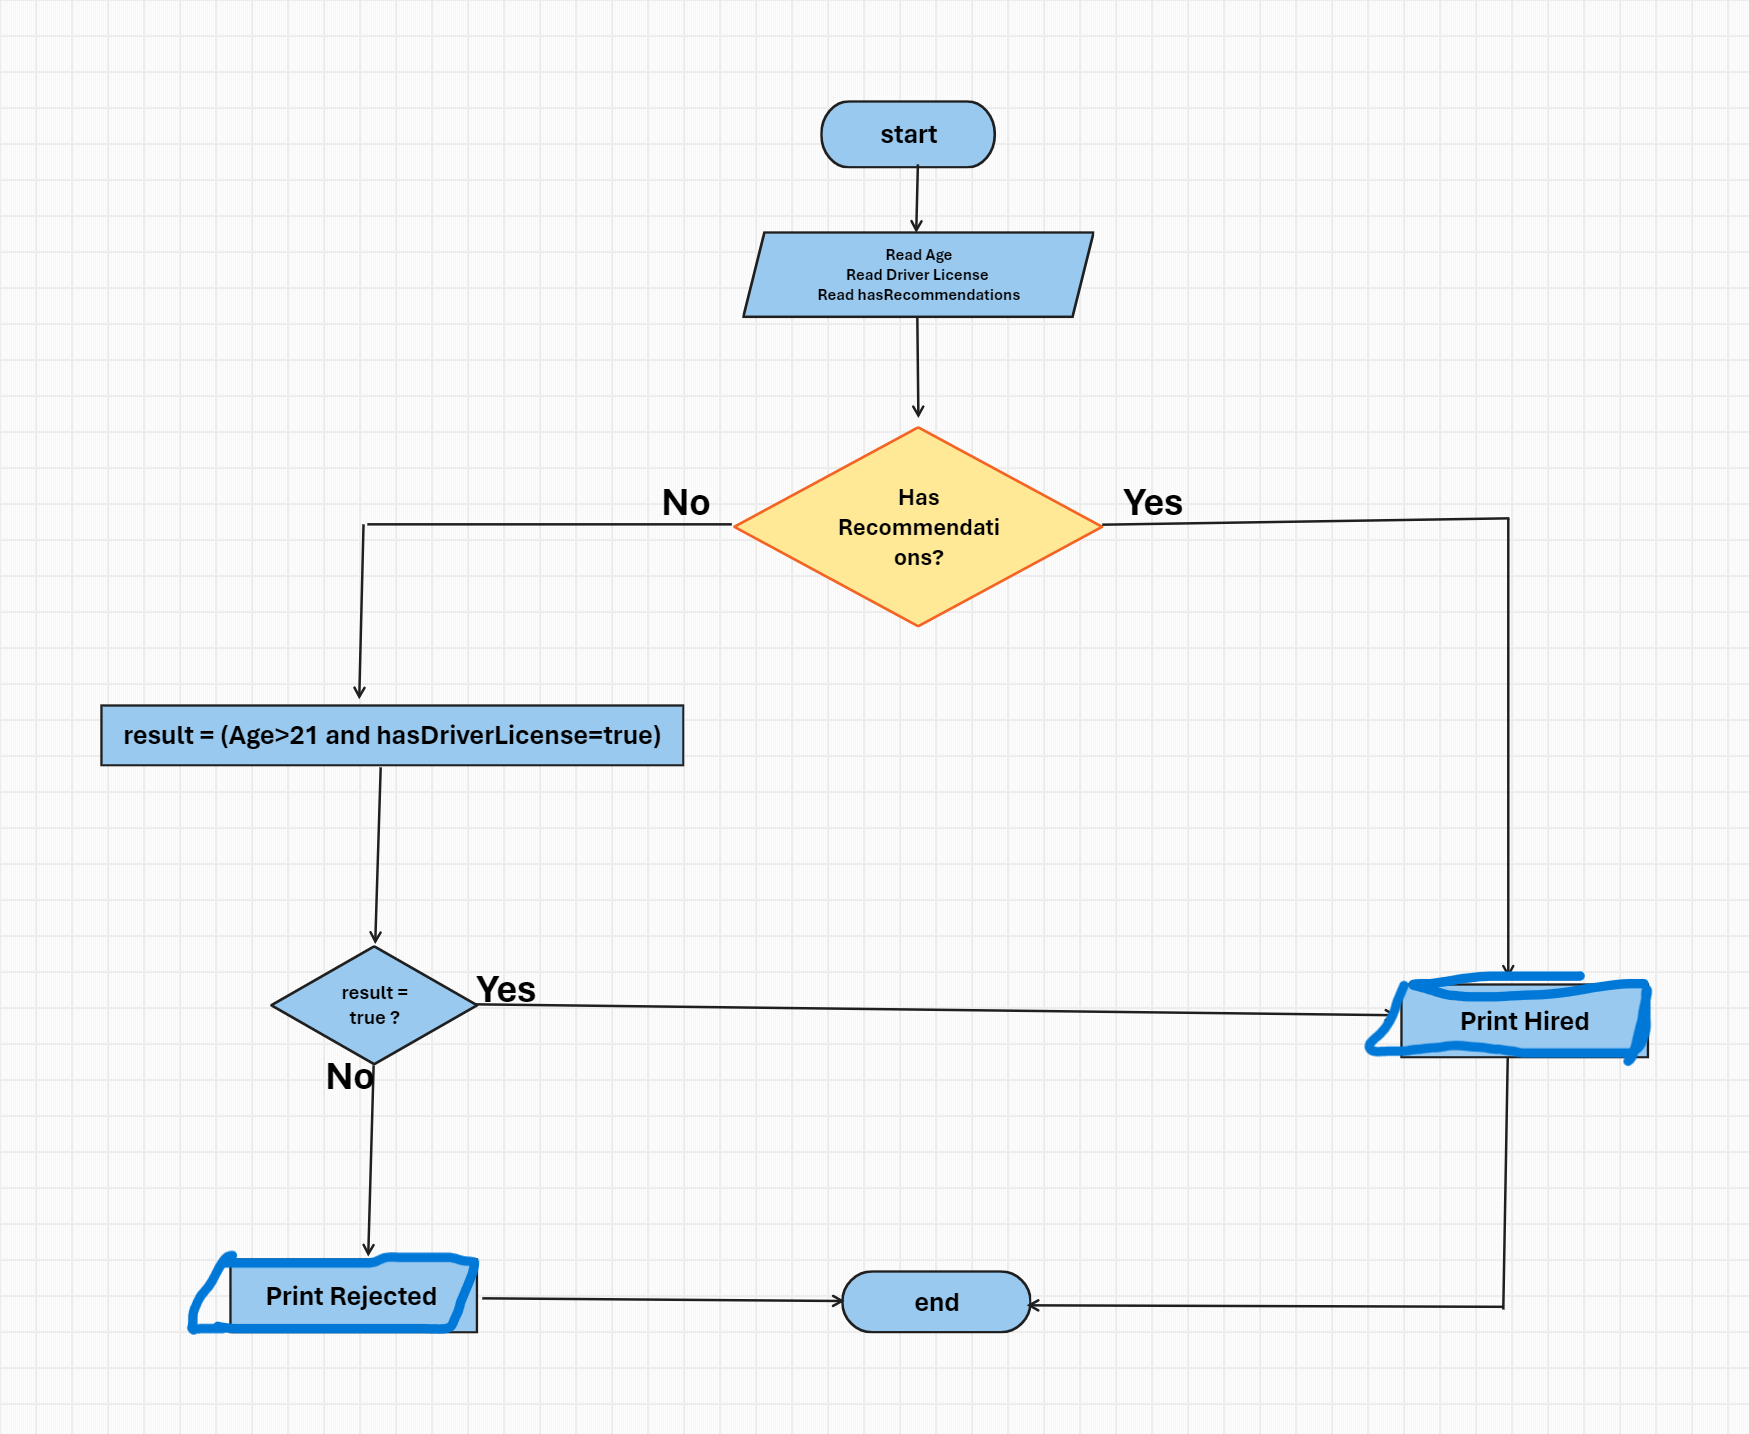 start
Read Age
Read Driver License
Read hasRecommendations
Has
Recommendati
ons?
No
Yes
result = (Age>21 and hasDriverLicense=true)
result =
true ?
Yes
No
Print Hired
Print Rejected
end